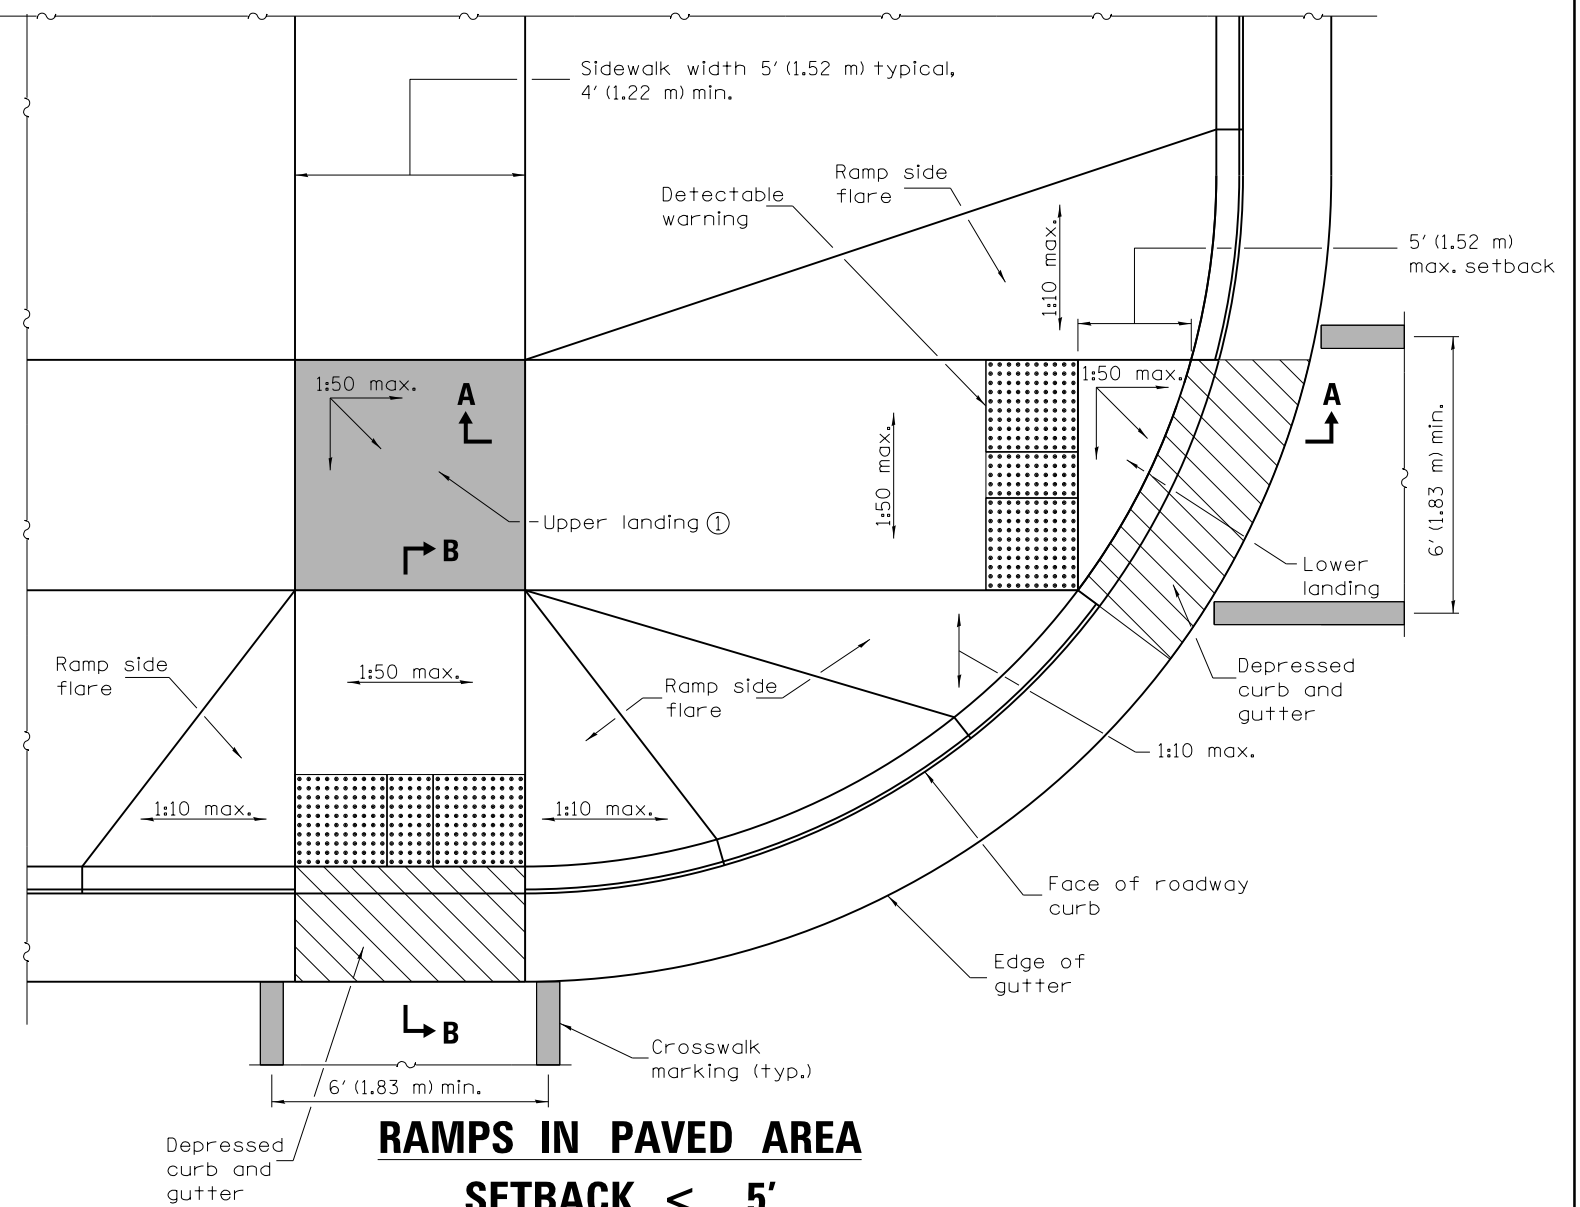 Sidewalk width 5' (1.52 m) typical,
4' (1.22 m) min.
Ramp side
flare
Detectable
warning
1:10 max.
5' (1.52 m)
max. setback
1:50 max.
A
1:50 max.
A
1:50 max.
6' (1.83 m) min.
Upper landing ①
B
Lower
landing
Ramp side
flare
1:50 max.
Ramp side
flare
Depressed
curb and
gutter
1:10 max.
1:10 max.
1:10 max.
Face of roadway
curb
Edge of
gutter
B
Crosswalk
marking (typ.)
6' (1.83 m) min.
Depressed
curb and
gutter
RAMPS IN PAVED AREA
SETBACK < 5'